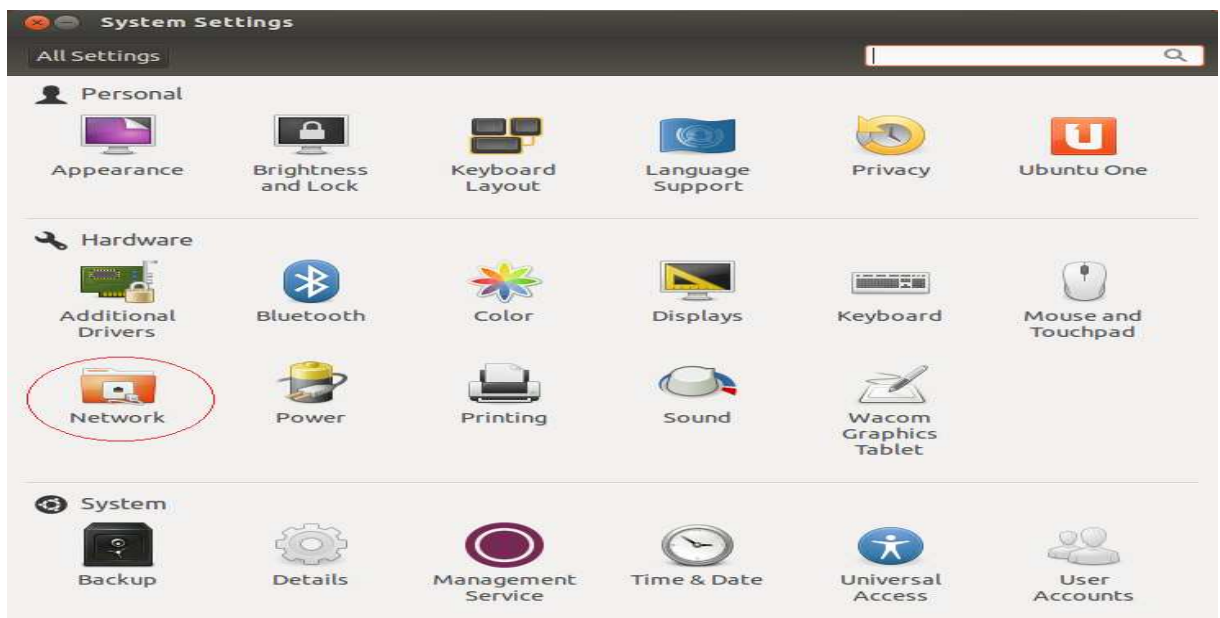 System Settings
All Settings
Personal
Appearance
Brightness and Lock
Keyboard Layout
Language Support
Privacy
Ubuntu One
Hardware
Additional Drivers
Bluetooth
Color
Displays
Keyboard
Mouse and Touchpad
Network
Power
Printing
Sound
Wacom Graphics Tablet
System
Backup
Details
Management Service
Time & Date
Universal Access
User Accounts